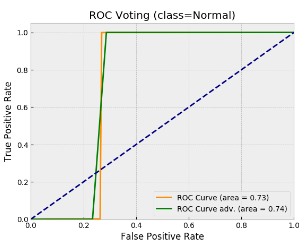 ROC Voting (class=Normal)
1.0
0.8
0.6
0.4
0.2
0.0
True Positive Rate
ROC Curve (area = 0.73)
ROC Curve adv. (area = 0.74)
0.0 0.2 0.4 0.6 0.8 1.0
False Positive Rate